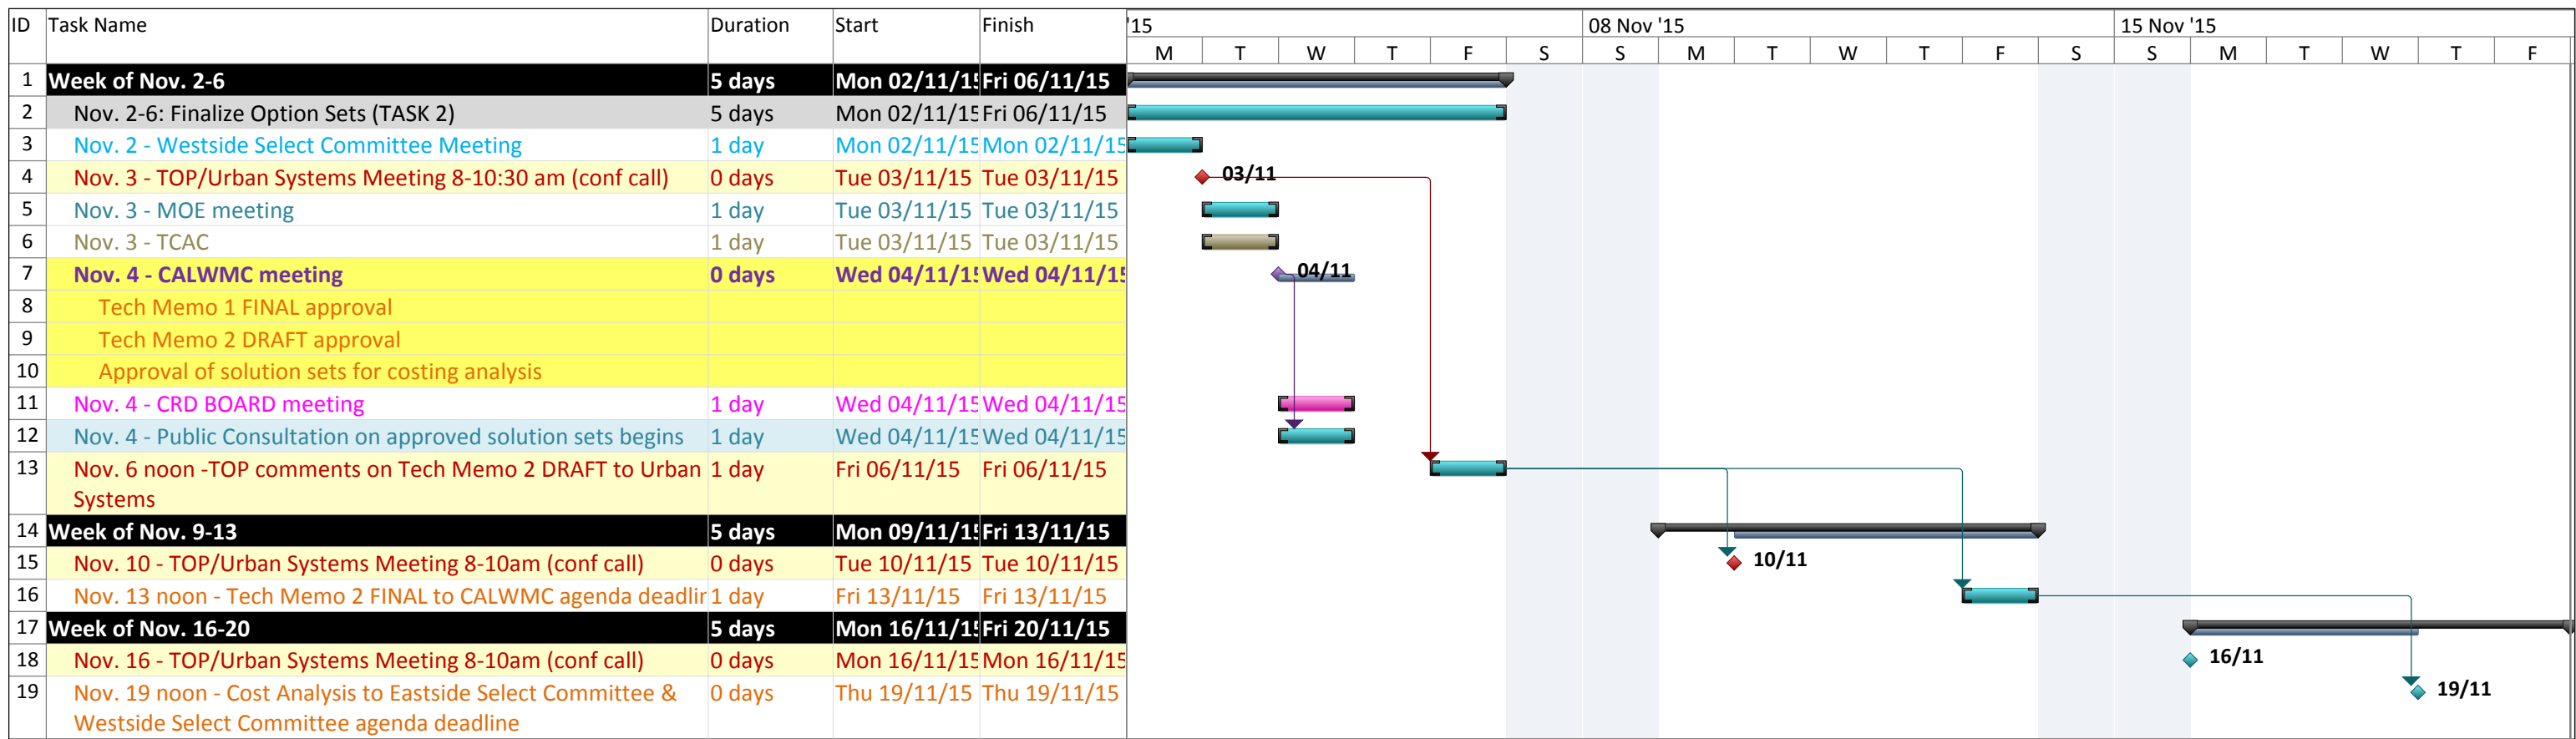 ID Task Name Duration Start Finish '15 08 Nov '15 15 Nov '15
M T W T F S S M T W T F S S M T W T F
1 Week of Nov. 2-6 5 days Mon 02/11/15 Fri 06/11/15
2 Nov. 2-6: Finalize Option Sets (TASK 2) 5 days Mon 02/11/15 Fri 06/11/15
3 Nov. 2 - Westside Select Committee Meeting 1 day Mon 02/11/15 Mon 02/11/15
4 Nov. 3 - TOP/Urban Systems Meeting 8-10:30 am (conf call) 0 days Tue 03/11/15 Tue 03/11/15 03/11
5 Nov. 3 - MOE meeting 1 day Tue 03/11/15 Tue 03/11/15
6 Nov. 3 - TCAC 1 day Tue 03/11/15 Tue 03/11/15
7 Nov. 4 - CALWMC meeting 0 days Wed 04/11/15 Wed 04/11/15 04/11
8 Tech Memo 1 FINAL approval
9 Tech Memo 2 DRAFT approval
10 Approval of solution sets for costing analysis
11 Nov. 4 - CRD BOARD meeting 1 day Wed 04/11/15 Wed 04/11/15
12 Nov. 4 - Public Consultation on approved solution sets begins 1 day Wed 04/11/15 Wed 04/11/15
13 Nov. 6 noon -TOP comments on Tech Memo 2 DRAFT to Urban 1 day Fri 06/11/15 Fri 06/11/15
Systems
14 Week of Nov. 9-13 5 days Mon 09/11/15 Fri 13/11/15
15 Nov. 10 - TOP/Urban Systems Meeting 8-10am (conf call) 0 days Tue 10/11/15 Tue 10/11/15 10/11
16 Nov. 13 noon - Tech Memo 2 FINAL to CALWMC agenda deadlin 1 day Fri 13/11/15 Fri 13/11/15
17 Week of Nov. 16-20 5 days Mon 16/11/15 Fri 20/11/15
18 Nov. 16 - TOP/Urban Systems Meeting 8-10am (conf call) 0 days Mon 16/11/15 Mon 16/11/15 16/11
19 Nov. 19 noon - Cost Analysis to Eastside Select Committee & 0 days Thu 19/11/15 Thu 19/11/15 19/11
Westside Select Committee agenda deadline